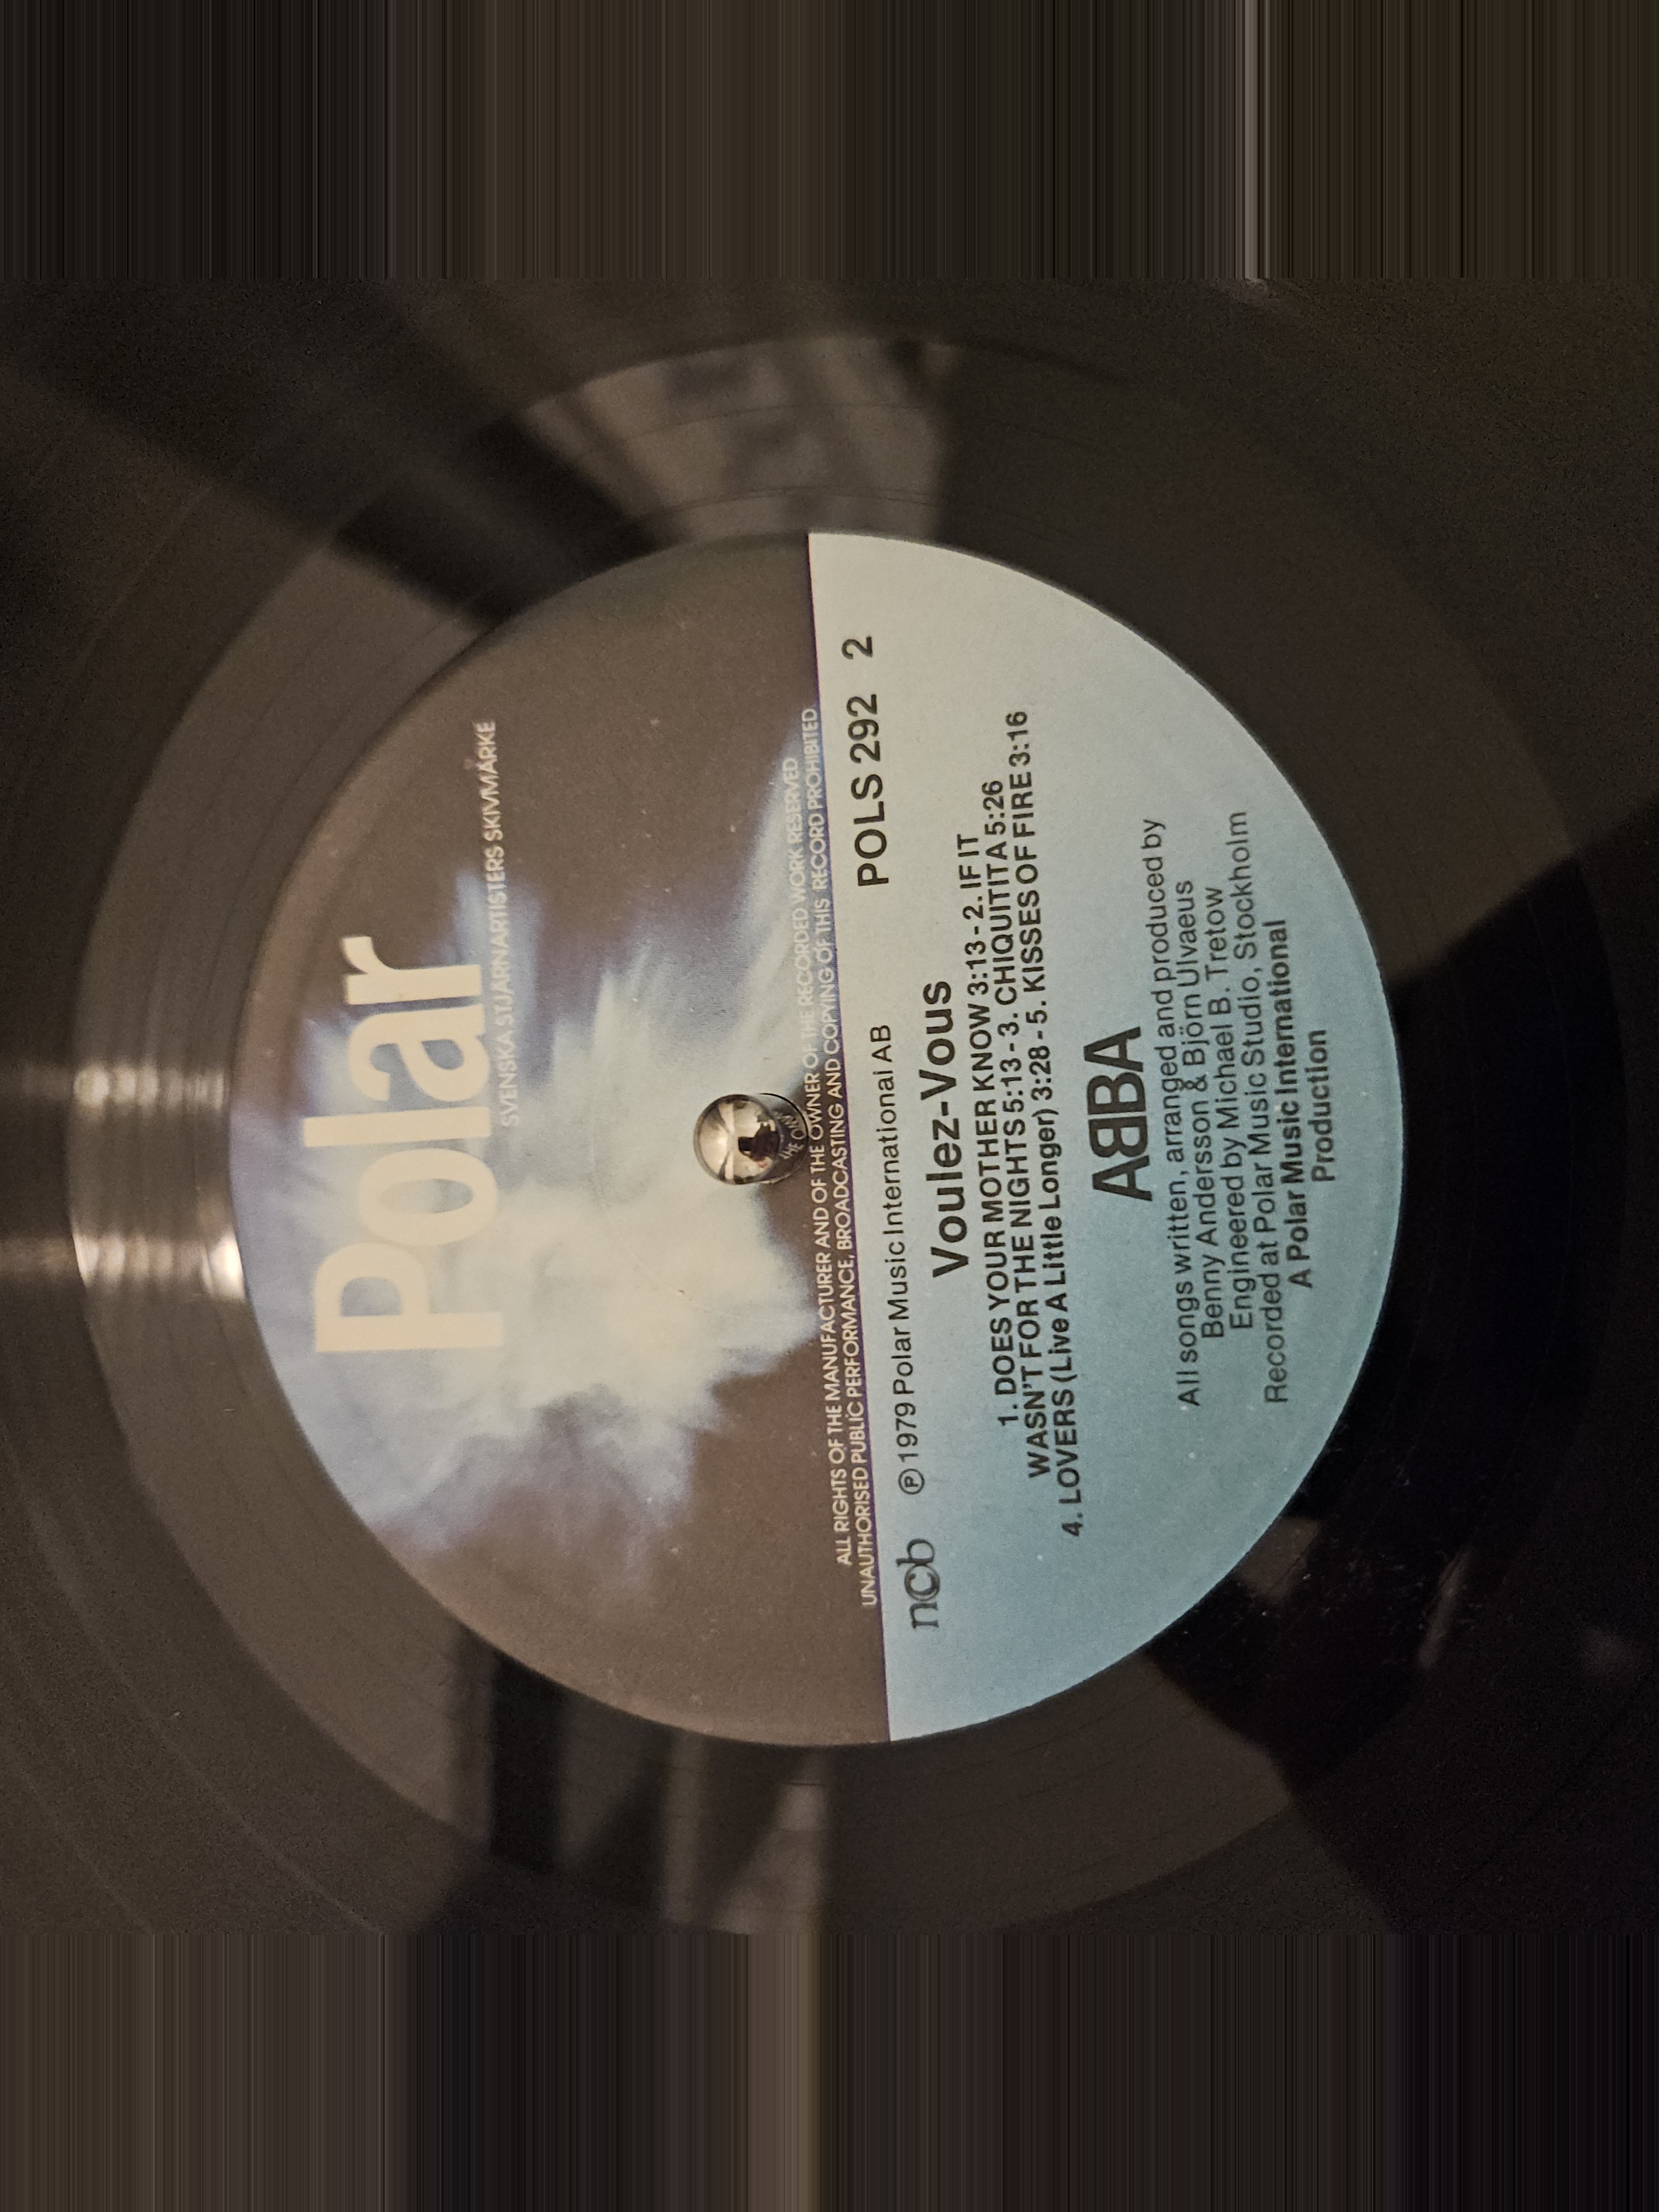 Polar
SVENSKA STJÄRNARTISTERS SKIVMÄRKE
ALL RIGHTS OF THE MANUFACTURER AND OF THE OWNER OF THE RECORDED WORK RESERVED
UNAUTHORISED PUBLIC PERFORMANCE, BROADCASTING AND COPYING OF THIS RECORD PROHIBITED.
ncb Ⓟ 1979 Polar Music International AB POLS 292 2
Voulez-Vous
1. DOES YOUR MOTHER KNOW 3:13 - 2. IF IT
WASN'T FOR THE NIGHTS 5:13 - 3. CHIQUITITA 5:26
4. LOVERS (Live A Little Longer) 3:28 - 5. KISSES OF FIRE 3:16
ABBA
All songs written, arranged and produced by
Benny Andersson & Björn Ulvaeus
Engineered by Michael B. Tretow
Recorded at Polar Music Studio, Stockholm
A Polar Music International
Production